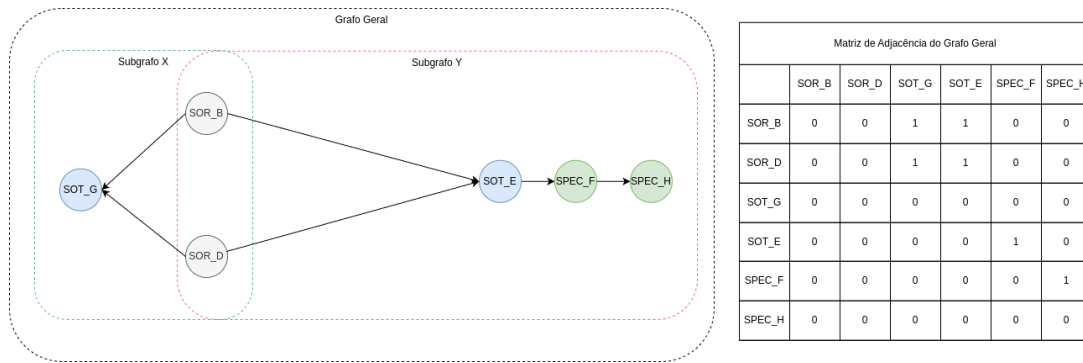 Grafo Geral
Subgrafo X
Subgrafo Y
SOR_B
SOT_G
SOT_E
SPEC_F
SPEC_H
SOR_D
Matriz de Adjacência do Grafo Geral
SOR_B SOR_D SOT_G SOT_E SPEC_F SPEC_H
SOR_B 0 0 1 1 0 0
SOR_D 0 0 1 1 0 0
SOT_G 0 0 0 0 0 0
SOT_E 0 0 0 0 1 0
SPEC_F 0 0 0 0 0 1
SPEC_H 0 0 0 0 0 0